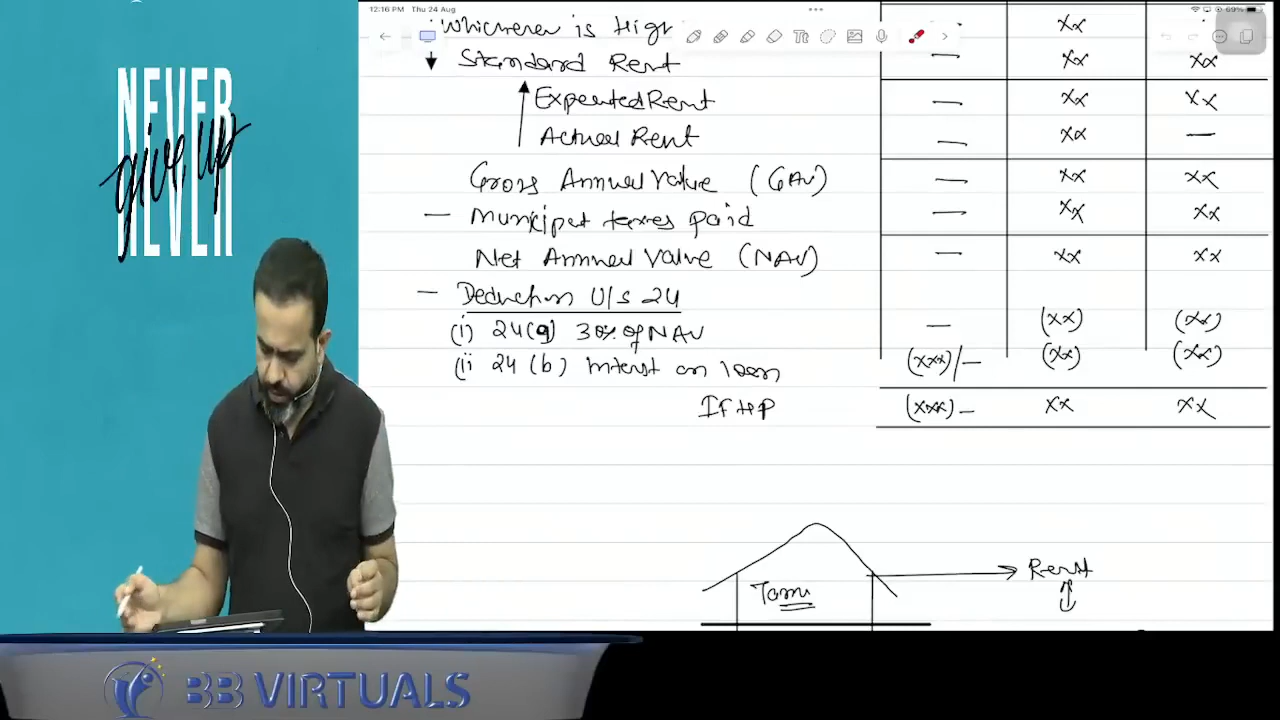 12:16 PM Thu 24 Aug
69%
Whichever is High
xx
↓ Standard Rent — xx xx
Expected Rent — xx xx
Actual Rent — xx —
Gross Annual Value (GAV) — xx xx
— Municipal taxes paid — xx xx
Net Annual Value (NAV) — xx xx
— Deduction U/s 24
(i) 24(a) 30% of NAV — (xx) (xx)
(ii 24 (b) Interest on loan (xxx)/— (xx) (xx)
IFHP (xxx) — xx xx
NEVER
give up
NEVER
Tom
Rent
BB VIRTUALS